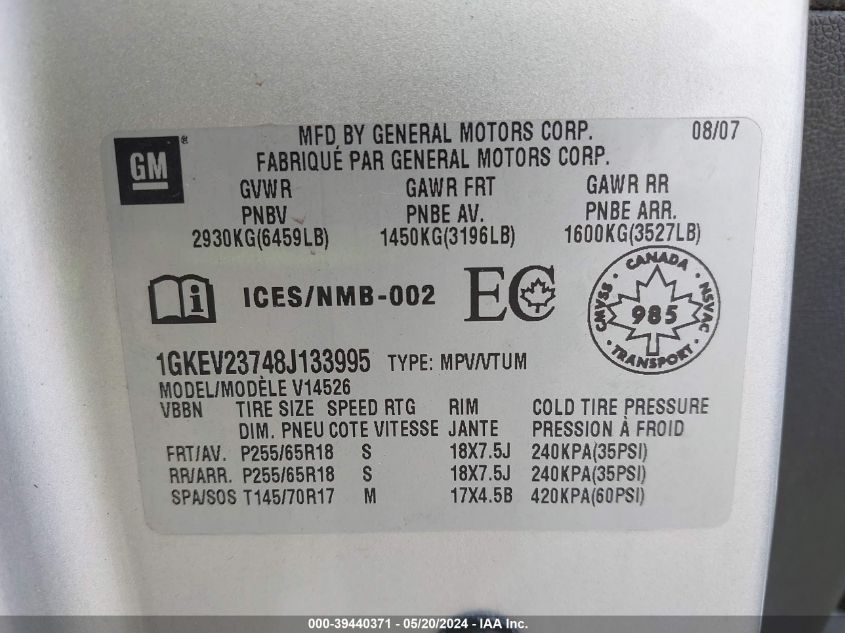 GM®
MFD BY GENERAL MOTORS CORP. 08/07
FABRIQUÉ PAR GENERAL MOTORS CORP.
GVWR GAWR FRT GAWR RR
PNBV PNBE AV. PNBE ARR.
2930KG(6459LB) 1450KG(3196LB) 1600KG(3527LB)
i ICES/NMB-002 EC
CANADA
CMVSS 985 NSVAC
TRANSPORT
1GKEV23748J133995 TYPE: MPV/VTUM
MODEL/MODÈLE V14526
VBBN TIRE SIZE SPEED RTG RIM COLD TIRE PRESSURE
DIM. PNEU COTE VITESSE JANTE PRESSION À FROID
FRT/AV. P255/65R18 S 18X7.5J 240KPA(35PSI)
RR/ARR. P255/65R18 S 18X7.5J 240KPA(35PSI)
SPA/SOS T145/70R17 M 17X4.5B 420KPA(60PSI)
000-39440371 — 05/20/2024 — IAA Inc.